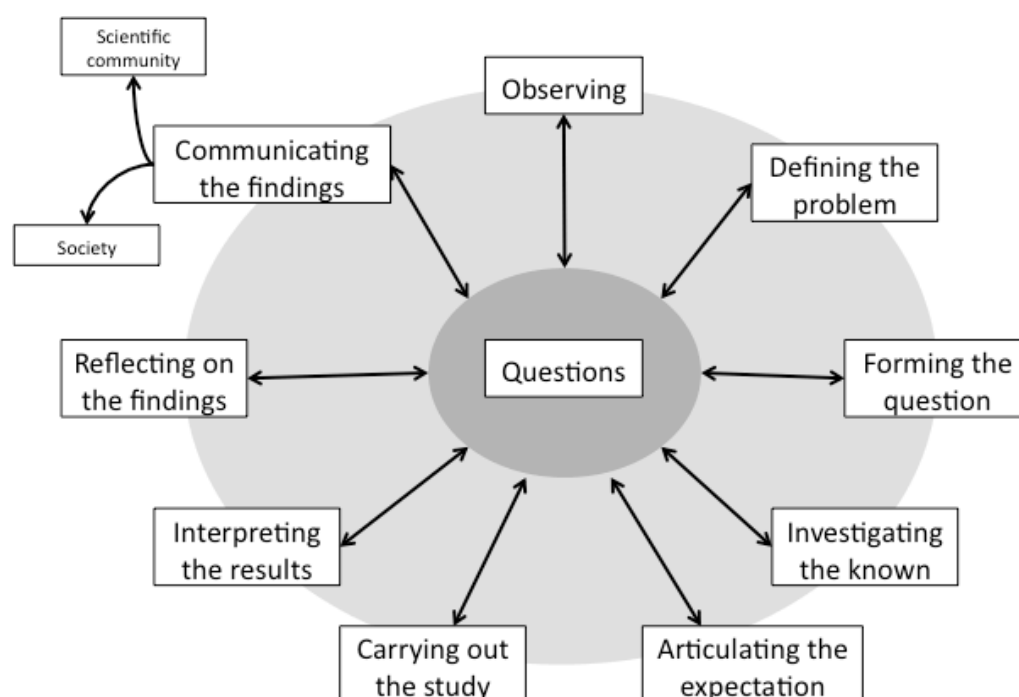 Scientific
community
Observing
Communicating
the findings
Defining the
problem
Society
Reflecting on
the findings
Questions
Forming the
question
Interpreting
the results
Investigating
the known
Carrying out
the study
Articulating the
expectation